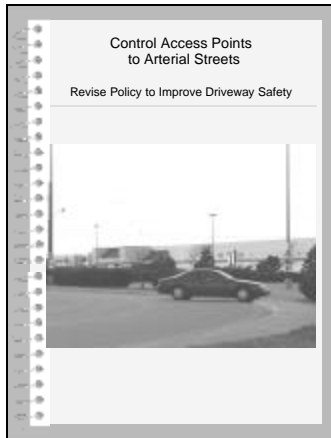 Control Access Points
to Arterial Streets
Revise Policy to Improve Driveway Safety